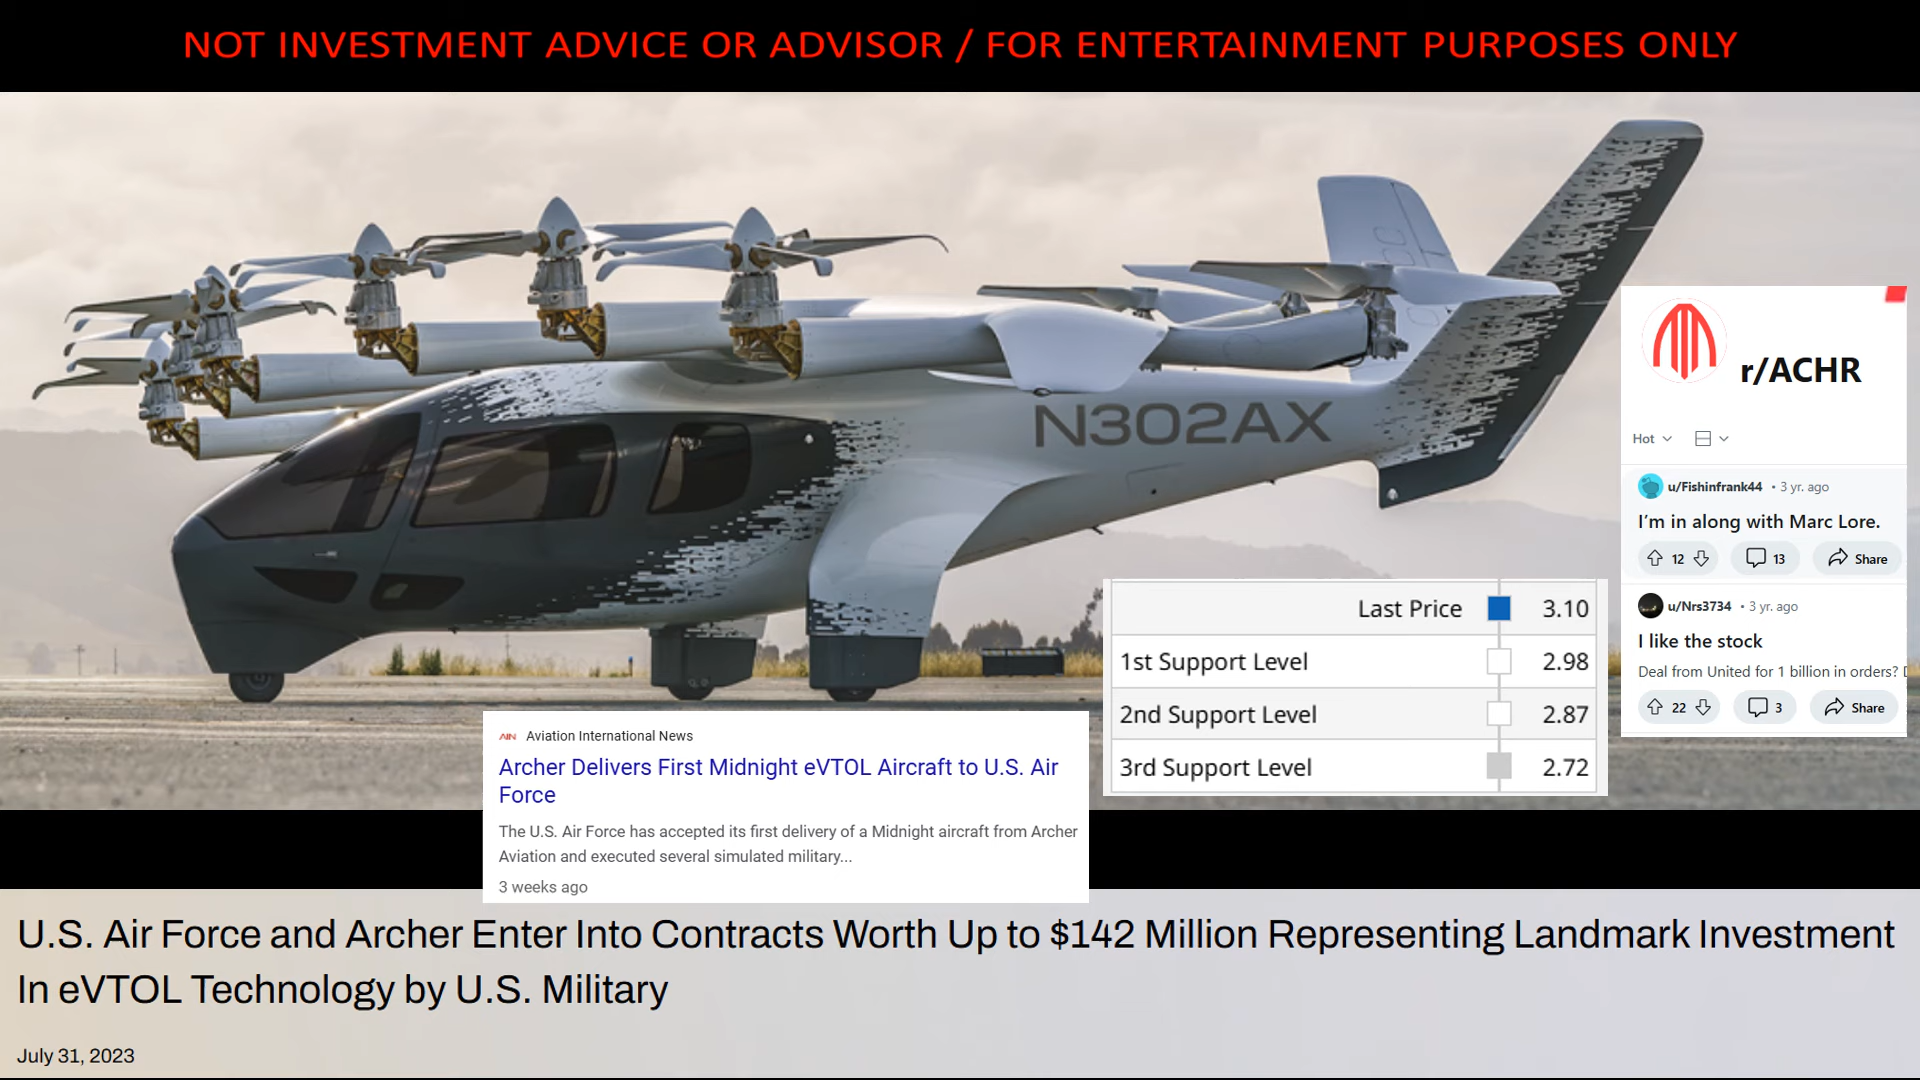 NOT INVESTMENT ADVICE OR ADVISOR / FOR ENTERTAINMENT PURPOSES ONLY
N302AX
r/ACHR
Hot
u/Fishinfrank44 • 3 yr. ago
I'm in along with Marc Lore.
12 13 Share
u/Nrs3734 • 3 yr. ago
I like the stock
Deal from United for 1 billion in orders?
22 3 Share
Last Price 3.10
1st Support Level 2.98
2nd Support Level 2.87
3rd Support Level 2.72
AIN Aviation International News
Archer Delivers First Midnight eVTOL Aircraft to U.S. Air
Force
The U.S. Air Force has accepted its first delivery of a Midnight aircraft from Archer
Aviation and executed several simulated military...
3 weeks ago
U.S. Air Force and Archer Enter Into Contracts Worth Up to $142 Million Representing Landmark Investment
In eVTOL Technology by U.S. Military
July 31, 2023